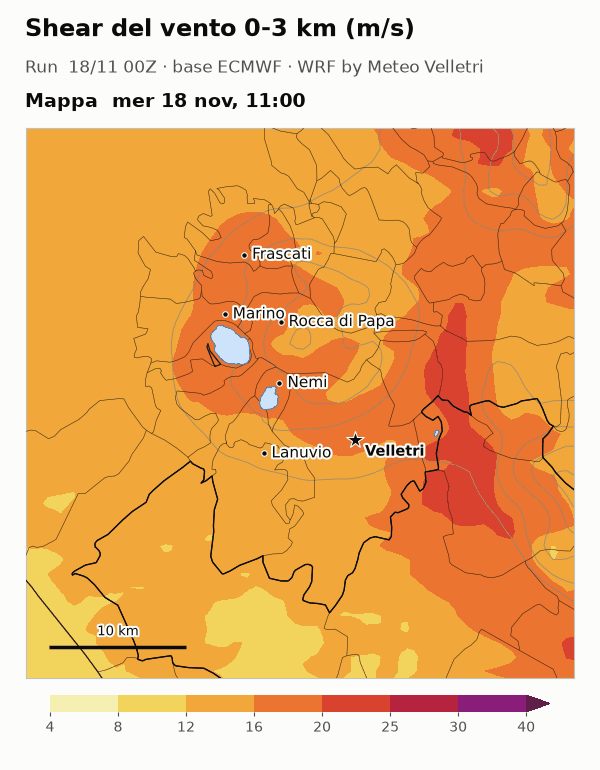 Shear del vento 0-3 km (m/s)
Run  18/11 00Z · base ECMWF · WRF by Meteo Velletri
Mappa  mer 18 nov, 11:00
Frascati
Marino
Rocca di Papa
Nemi
Velletri
Lanuvio
10 km
4 8 12 16 20 25 30 40